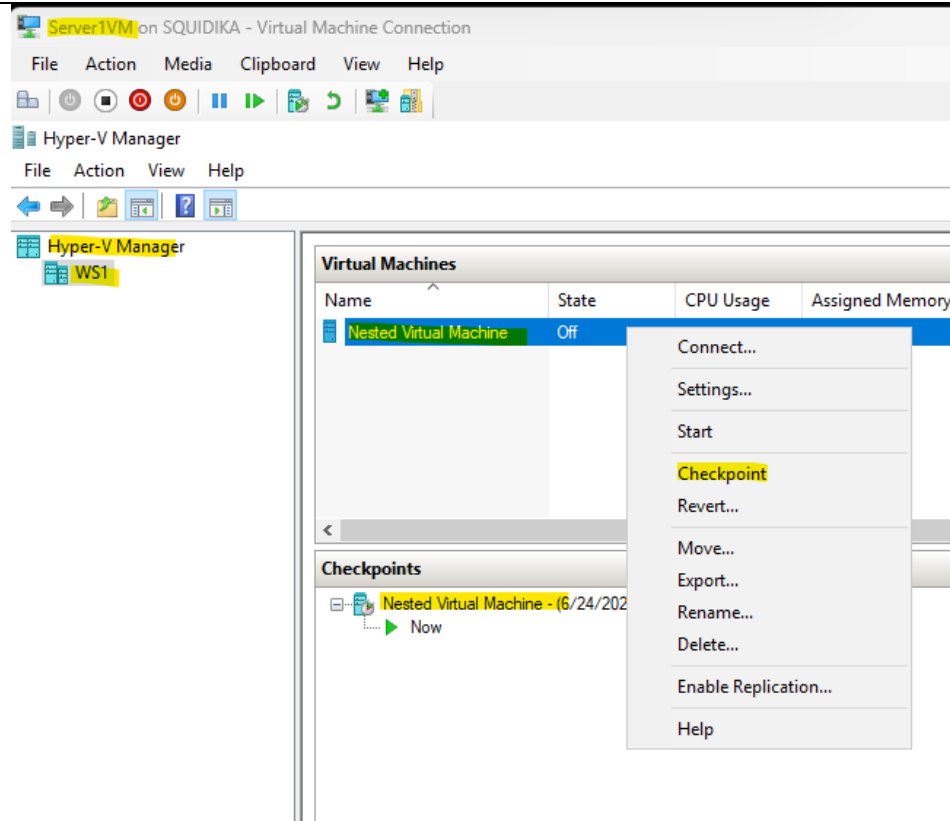 Server1VM on SQUIDIKA - Virtual Machine Connection
File Action Media Clipboard View Help
Hyper-V Manager
File Action View Help
Hyper-V Manager
WS1
Virtual Machines
Name State CPU Usage Assigned Memory
Nested Virtual Machine Off
Connect...
Settings...
Start
Checkpoint
Revert...
Move...
Export...
Rename...
Delete...
Enable Replication...
Help
Checkpoints
Nested Virtual Machine - (6/24/202
Now